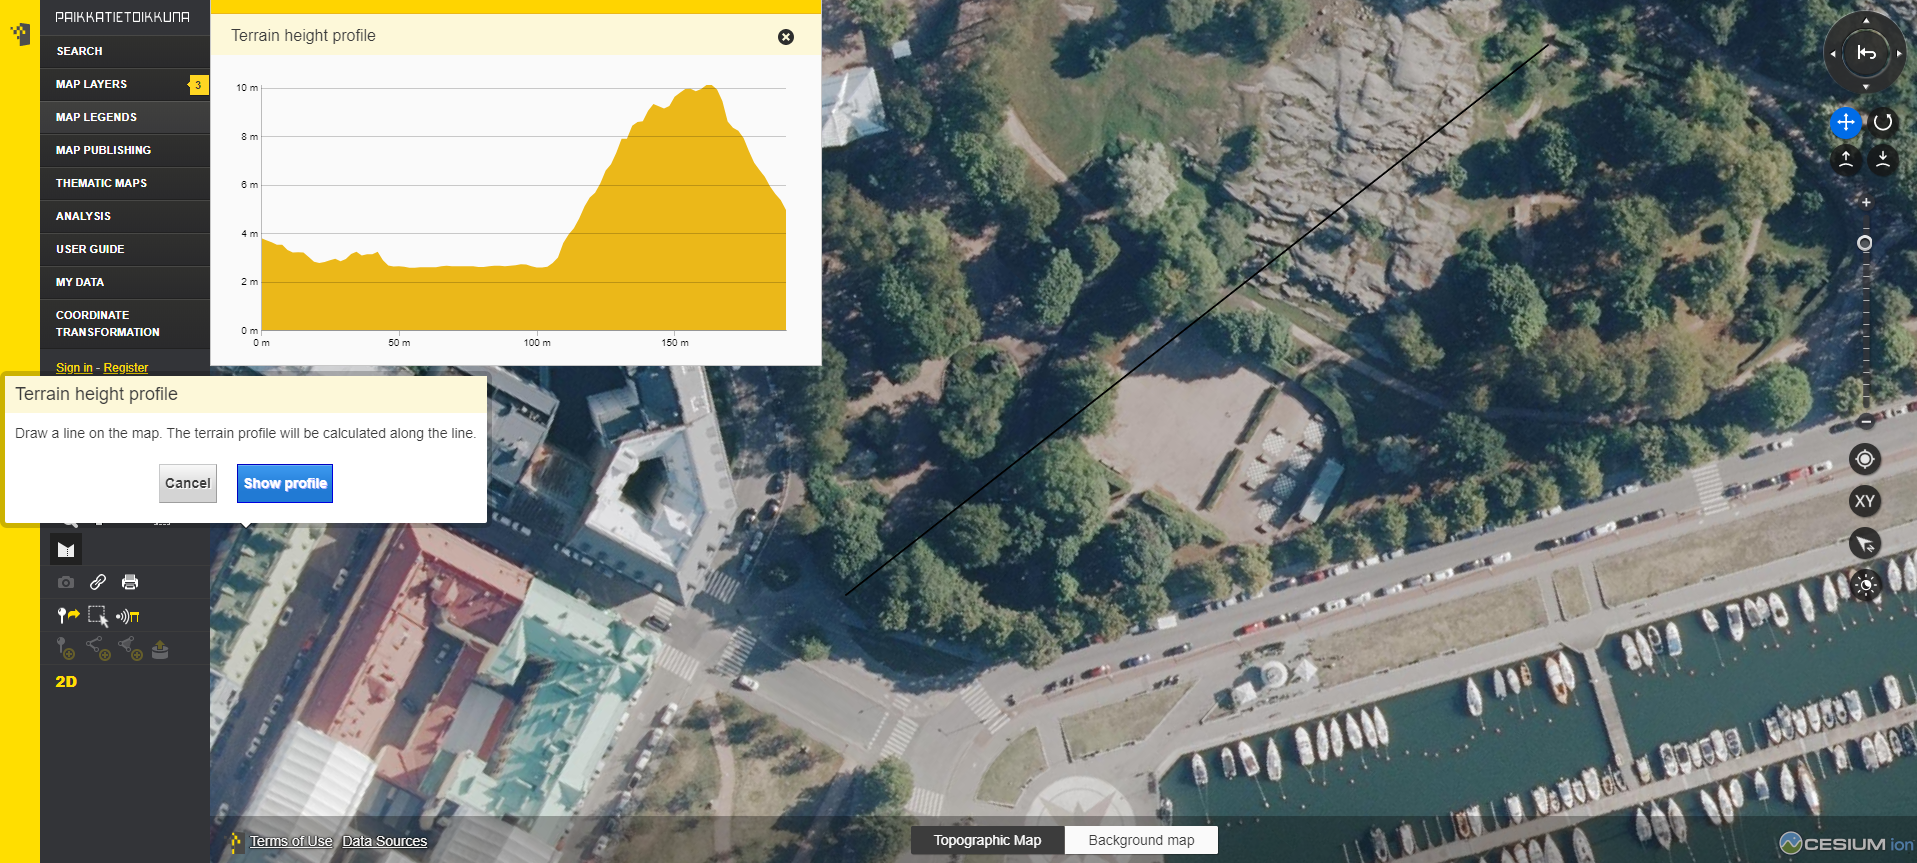 PAIKKATIETOIKKUNA
SEARCH
MAP LAYERS
3
MAP LEGENDS
MAP PUBLISHING
THEMATIC MAPS
ANALYSIS
USER GUIDE
MY DATA
COORDINATE
TRANSFORMATION
Sign in - Register
Terrain height profile
10 m
8 m
6 m
4 m
2 m
0 m
0 m
50 m
100 m
150 m
Terrain height profile
Draw a line on the map. The terrain profile will be calculated along the line.
Cancel
Show profile
2D
XY
Terms of Use
Data Sources
Topographic Map
Background map
CESIUM ion